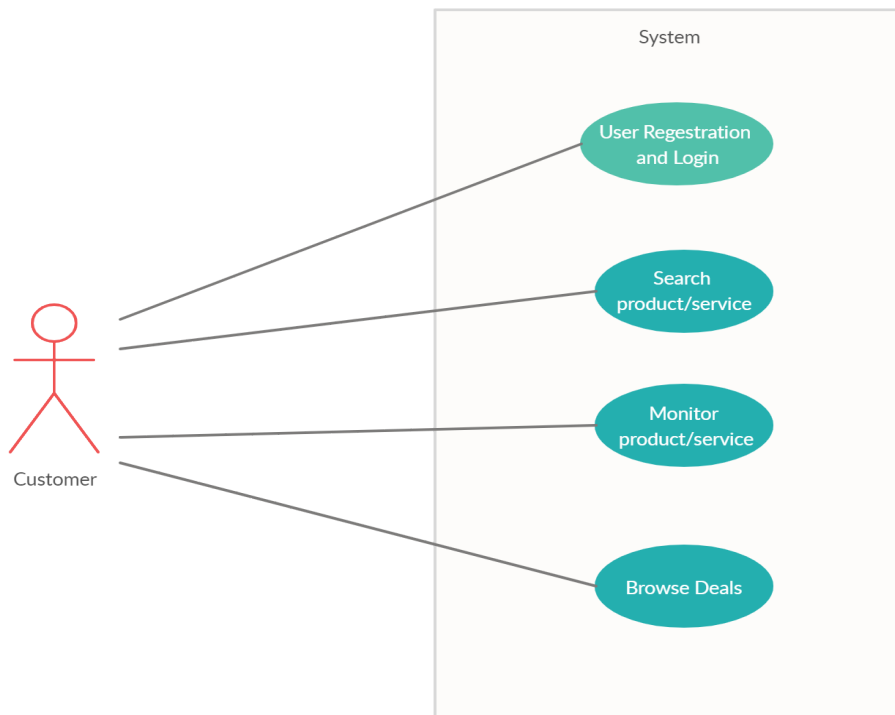 System
User Regestration
and Login
Search
product/service
Monitor
product/service
Customer
Browse Deals